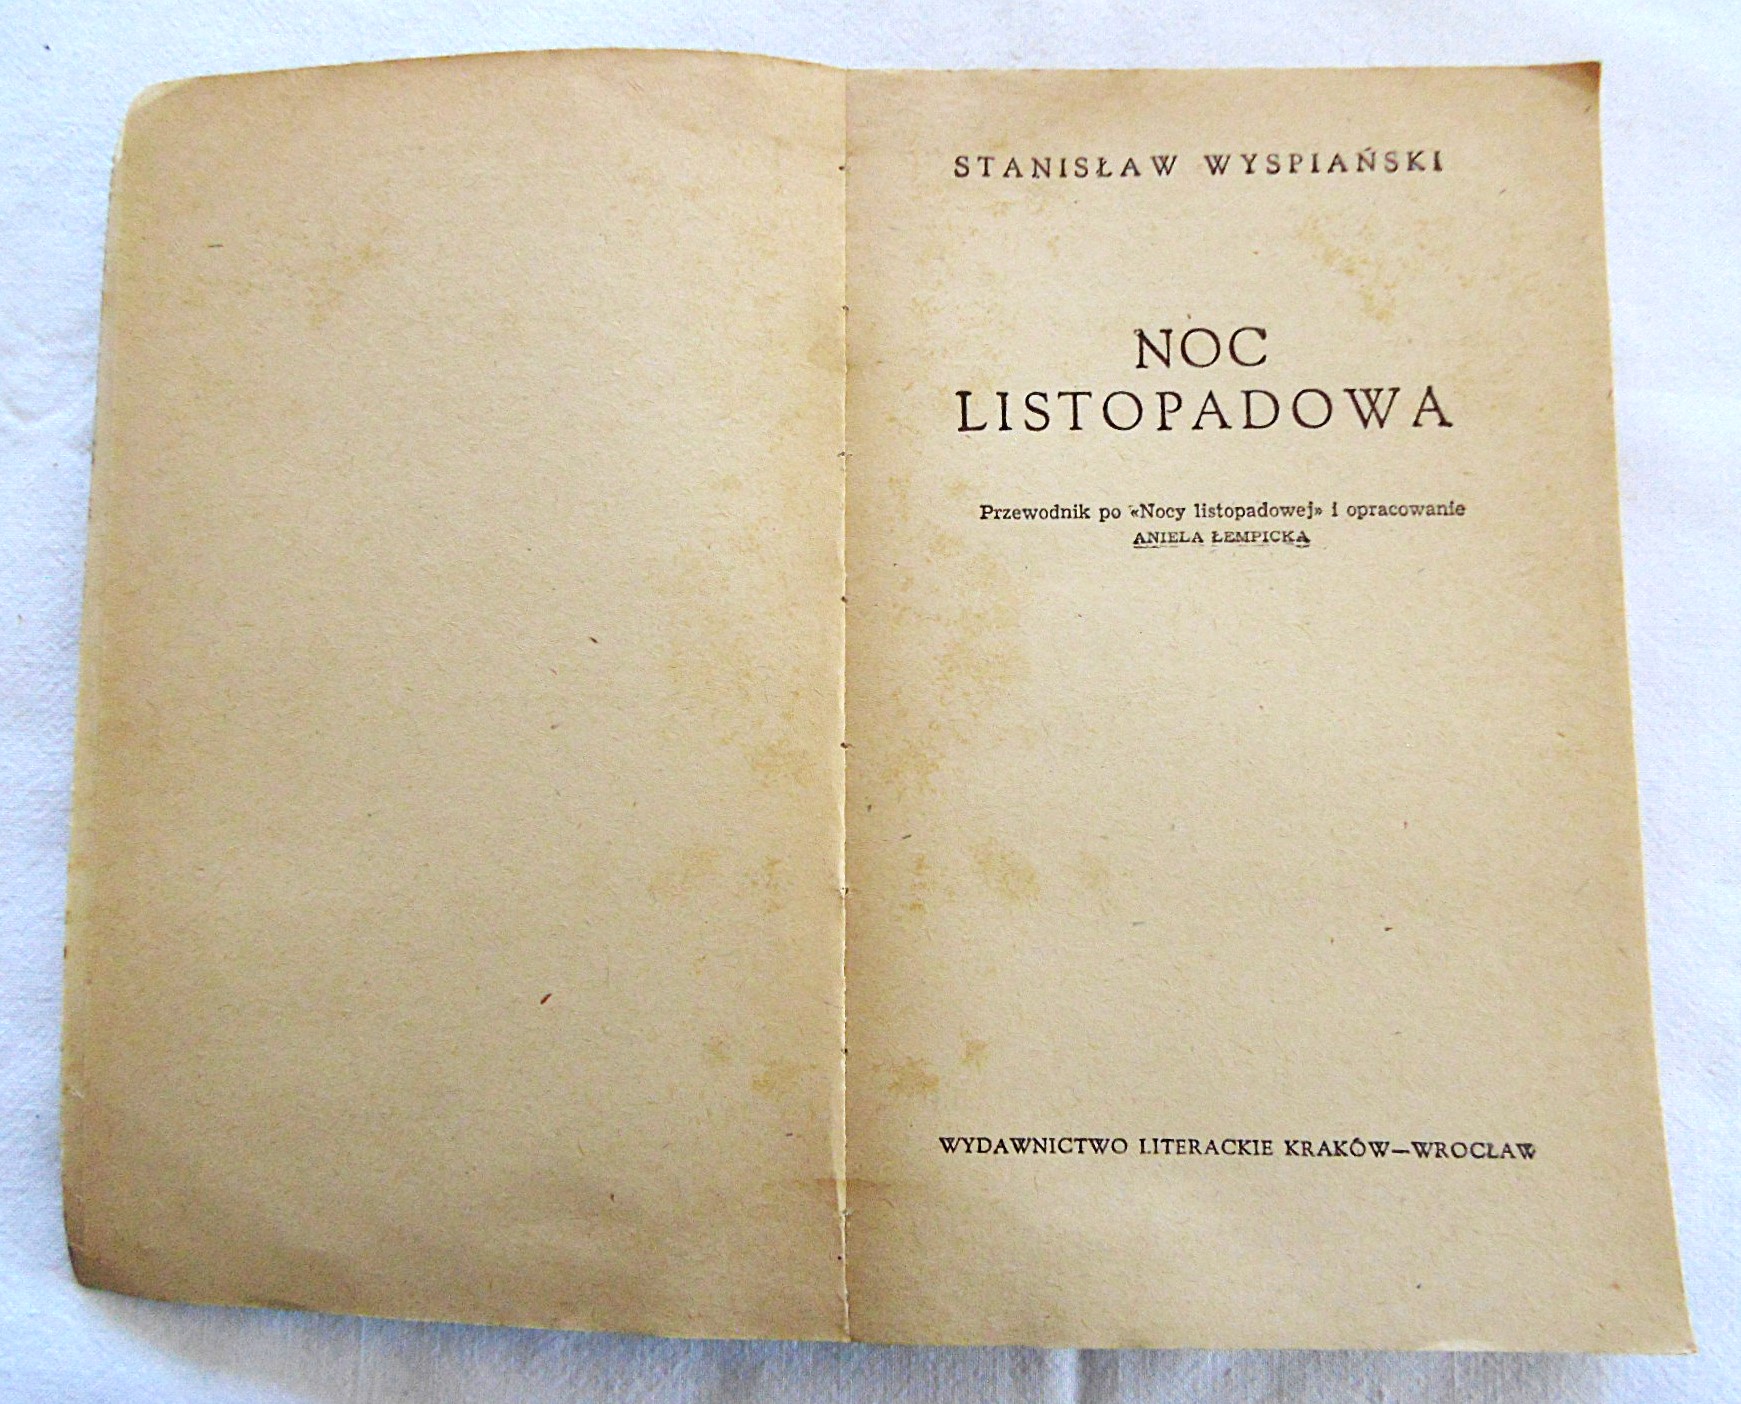 STANISŁAW WYSPIAŃSKI
NOC
LISTOPADOWA
Przewodnik po «Nocy listopadowej» i opracowanie
ANIELA ŁEMPICKA
WYDAWNICTWO LITERACKIE KRAKÓW—WROCŁAW